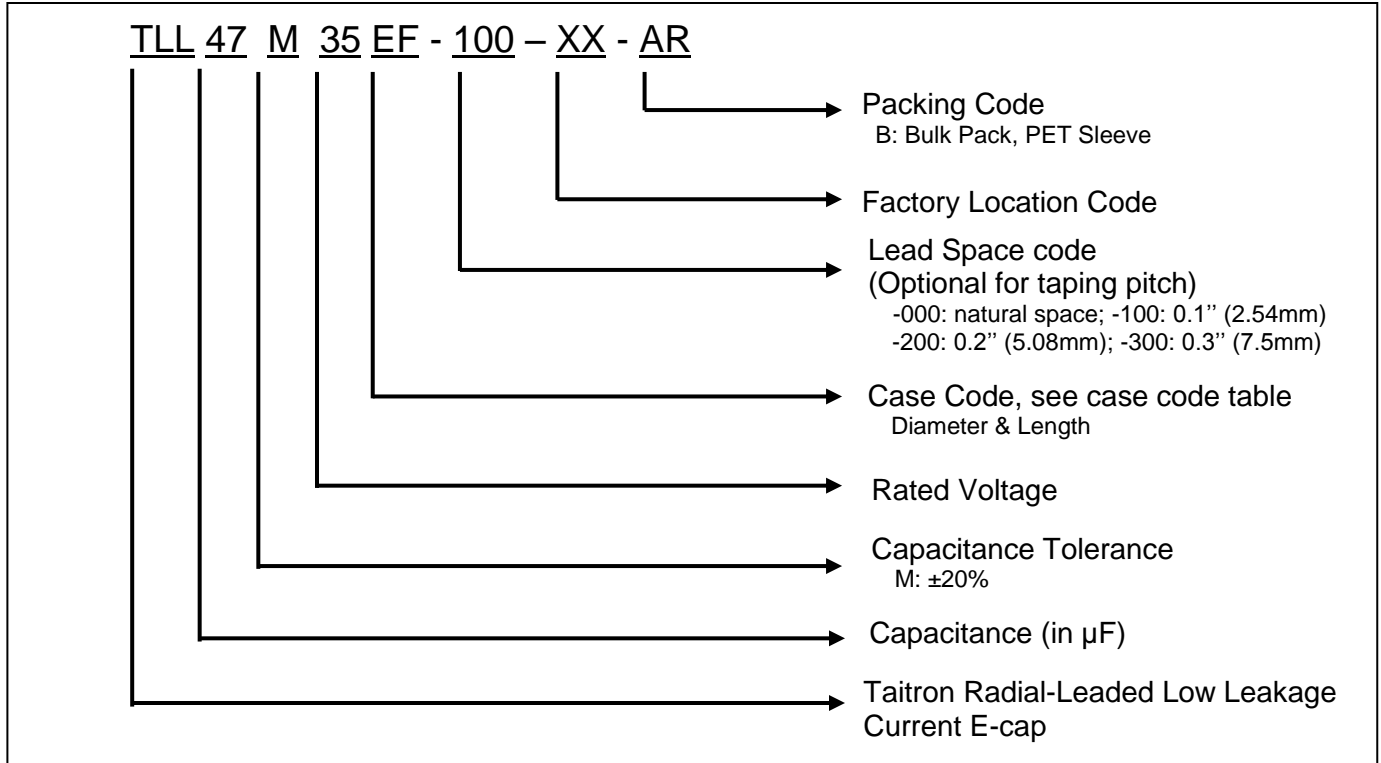 TLL 47 M 35 EF - 100 – XX - AR
Packing Code
B: Bulk Pack, PET Sleeve
Factory Location Code
Lead Space code
(Optional for taping pitch)
-000: natural space; -100: 0.1’’ (2.54mm)
-200: 0.2’’ (5.08mm); -300: 0.3’’ (7.5mm)
Case Code, see case code table
Diameter & Length
Rated Voltage
Capacitance Tolerance
M: ±20%
Capacitance (in µF)
Taitron Radial-Leaded Low Leakage
Current E-cap